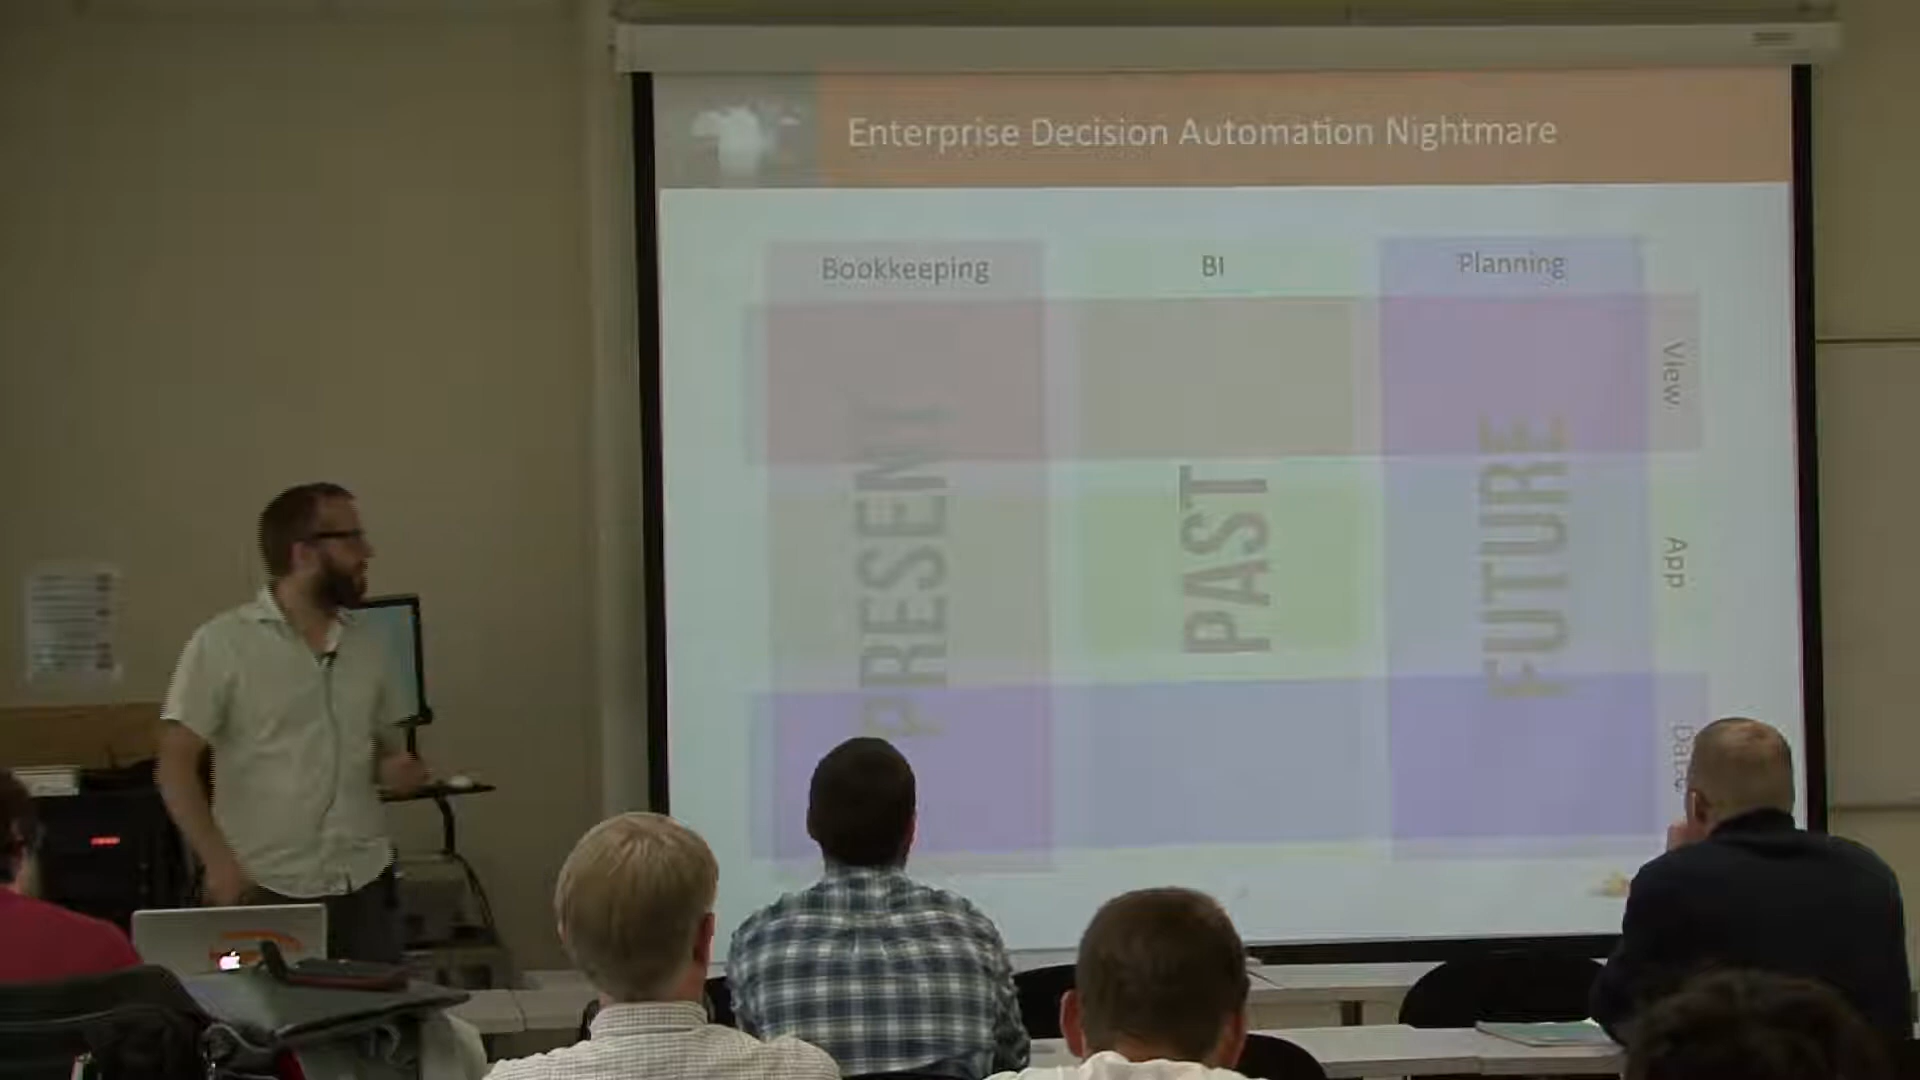 Enterprise Decision Automation Nightmare
Bookkeeping
BI
Planning
View
PRESENT
PAST
FUTURE
App
Data